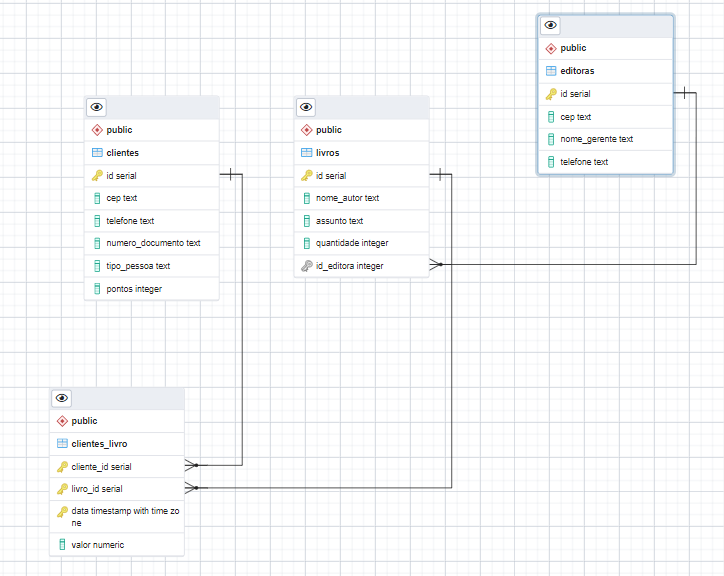 public
editoras
id serial
cep text
nome_gerente text
telefone text
public
clientes
id serial
cep text
telefone text
numero_documento text
tipo_pessoa text
pontos integer
public
livros
id serial
nome_autor text
assunto text
quantidade integer
id_editora integer
public
clientes_livro
cliente_id serial
livro_id serial
data timestamp with time zo
ne
valor numeric